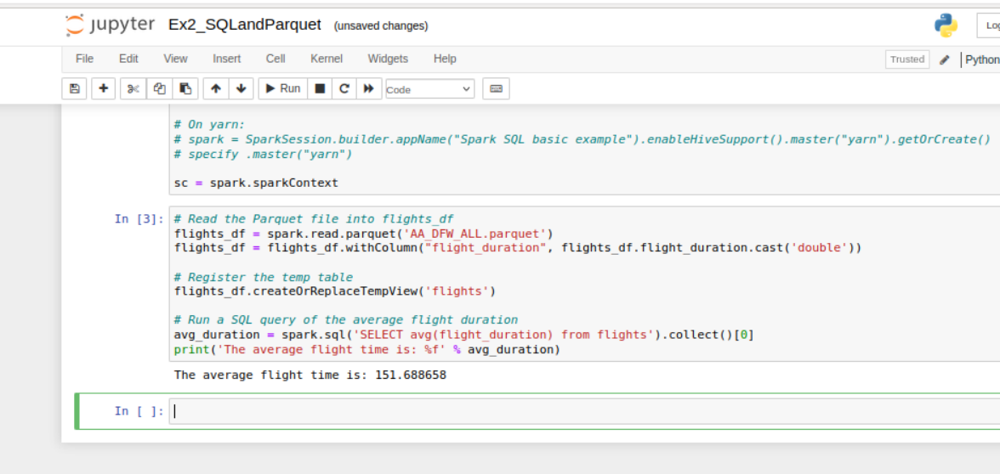 jupyter Ex2_SQLandParquet (unsaved changes)
File Edit View Insert Cell Kernel Widgets Help Trusted Python
Run Code
# On yarn:
# spark = SparkSession.builder.appName("Spark SQL basic example").enableHiveSupport().master("yarn").getOrCreate()
# specify .master("yarn")
sc = spark.sparkContext
In [3]: # Read the Parquet file into flights_df
flights_df = spark.read.parquet('AA_DFW_ALL.parquet')
flights_df = flights_df.withColumn("flight_duration", flights_df.flight_duration.cast('double'))
# Register the temp table
flights_df.createOrReplaceTempView('flights')
# Run a SQL query of the average flight duration
avg_duration = spark.sql('SELECT avg(flight_duration) from flights').collect()[0]
print('The average flight time is: %f' % avg_duration)
The average flight time is: 151.688658
In [ ]: